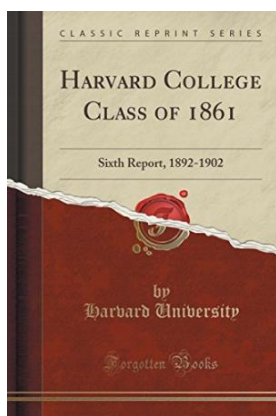 CLASSIC REPRINT SERIES
HARVARD COLLEGE
CLASS OF 1861
Sixth Report, 1892-1902
by
Harvard University
Forgotten Books